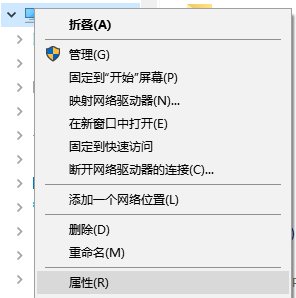 折叠(A)
管理(G)
固定到"开始"屏幕(P)
映射网络驱动器(N)...
在新窗口中打开(E)
固定到快速访问
断开网络驱动器的连接(C)...
添加一个网络位置(L)
删除(D)
重命名(M)
属性(R)